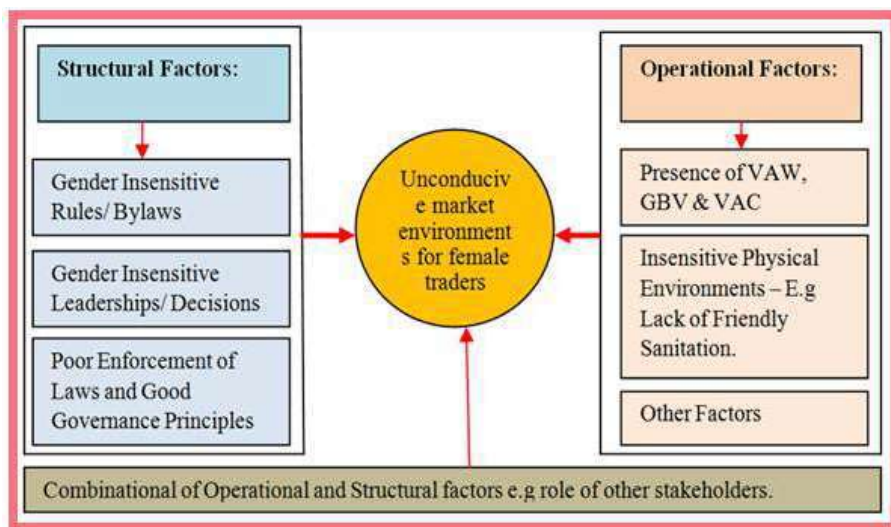 Structural Factors:
Gender Insensitive
Rules/ Bylaws
Gender Insensitive
Leaderships/ Decisions
Poor Enforcement of
Laws and Good
Governance Principles
Unconduciv
e market
environment
s for female
traders
Operational Factors:
Presence of VAW,
GBV & VAC
Insensitive Physical
Environments – E.g
Lack of Friendly
Sanitation.
Other Factors
Combinational of Operational and Structural factors e.g role of other stakeholders.